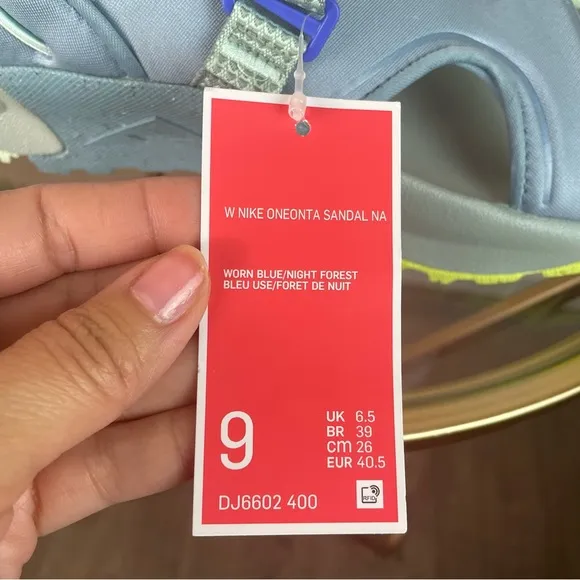 W NIKE ONEONTA SANDAL NA
WORN BLUE/NIGHT FOREST
BLEU USE/FORET DE NUIT
9
UK 6.5
BR 39
CM 26
EUR 40.5
DJ6602 400
RFID